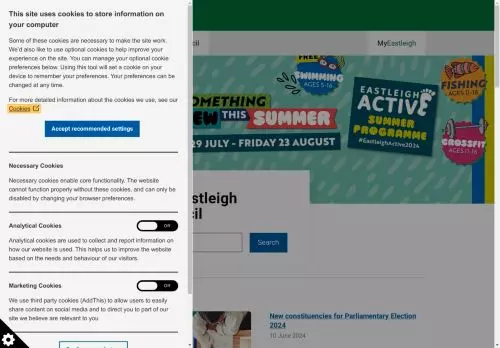 This site uses cookies to store information on
your computer
Some of these cookies are necessary to make the site work.
We'd also like to use optional cookies to help improve your
experience on the site. You can manage your optional cookie
preferences below. Using this tool will set a cookie on your
device to remember your preferences. Your preferences can be
changed at any time.
For more detailed information about the cookies we use, see our
Cookies
Accept recommended settings
Necessary Cookies
Necessary cookies enable core functionality. The website
cannot function properly without these cookies, and can only be
disabled by changing your browser preferences.
Analytical Cookies
Off
Analytical cookies are used to collect and report information on
how our website is used. This helps us to improve the website
based on the needs and behaviour of our visitors.
Marketing Cookies
Off
We use third party cookies (AddThis) to allow users to easily
share content on social media and to direct you to part of our
site we believe are relevant to you
cil
MyEastleigh
FREE
SWIMMING
AGES 5-16
SOMETHING
NEW THIS
SUMMER
29 JULY - FRIDAY 23 AUGUST
EASTLEIGH
ACTIVE
SUMMER
PROGRAMME
#EastleighActive2024
FISHING
CROSSFIT
AGES 11-16
astleigh
cil
Search
New constituencies for Parliamentary Election
2024
10 June 2024